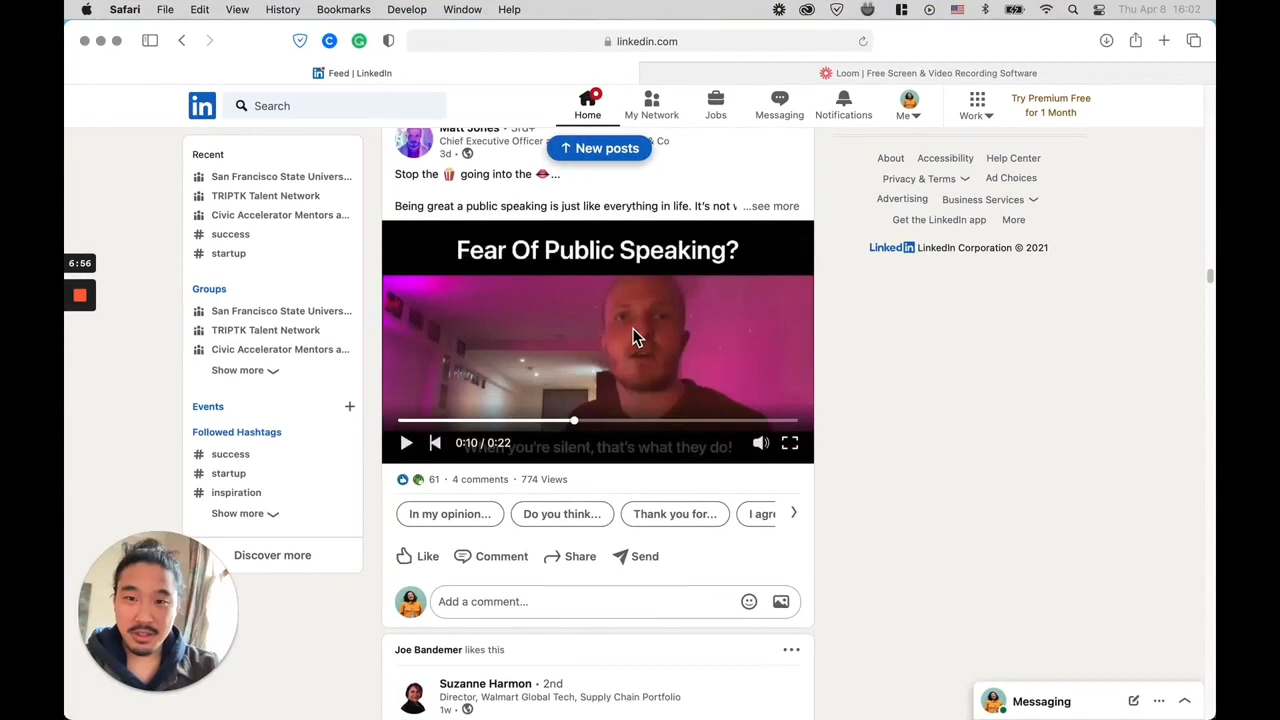 Safari File Edit View History Bookmarks Develop Window Help Thu Apr 8 16:02
linkedin.com
Feed | LinkedIn
Loom | Free Screen & Video Recording Software
in
Search
Home
My Network
Jobs
Messaging
Notifications
Me
Work
Try Premium Free
for 1 Month
Recent
San Francisco State Univers...
TRIPTK Talent Network
Civic Accelerator Mentors a...
# success
# startup
Groups
San Francisco State Univers...
TRIPTK Talent Network
Civic Accelerator Mentors a...
Show more
Events +
Followed Hashtags
# success
# startup
# inspiration
Show more
Discover more
6:56
Matt Jones • 3rd+
Chief Executive Officer & Co
3d •
↑ New posts
Stop the 🍿 going into the 👄...
Being great a public speaking is just like everything in life. It's not ...see more
Fear Of Public Speaking?
When you're silent, that's what they do!
0:10 / 0:22
61 • 4 comments • 774 Views
In my opinion...
Do you think...
Thank you for...
I agre
Like
Comment
Share
Send
Add a comment...
Joe Bandemer likes this
Suzanne Harmon • 2nd
Director, Walmart Global Tech, Supply Chain Portfolio
1w •
About Accessibility Help Center
Privacy & Terms Ad Choices
Advertising Business Services
Get the LinkedIn app More
LinkedIn LinkedIn Corporation © 2021
Messaging